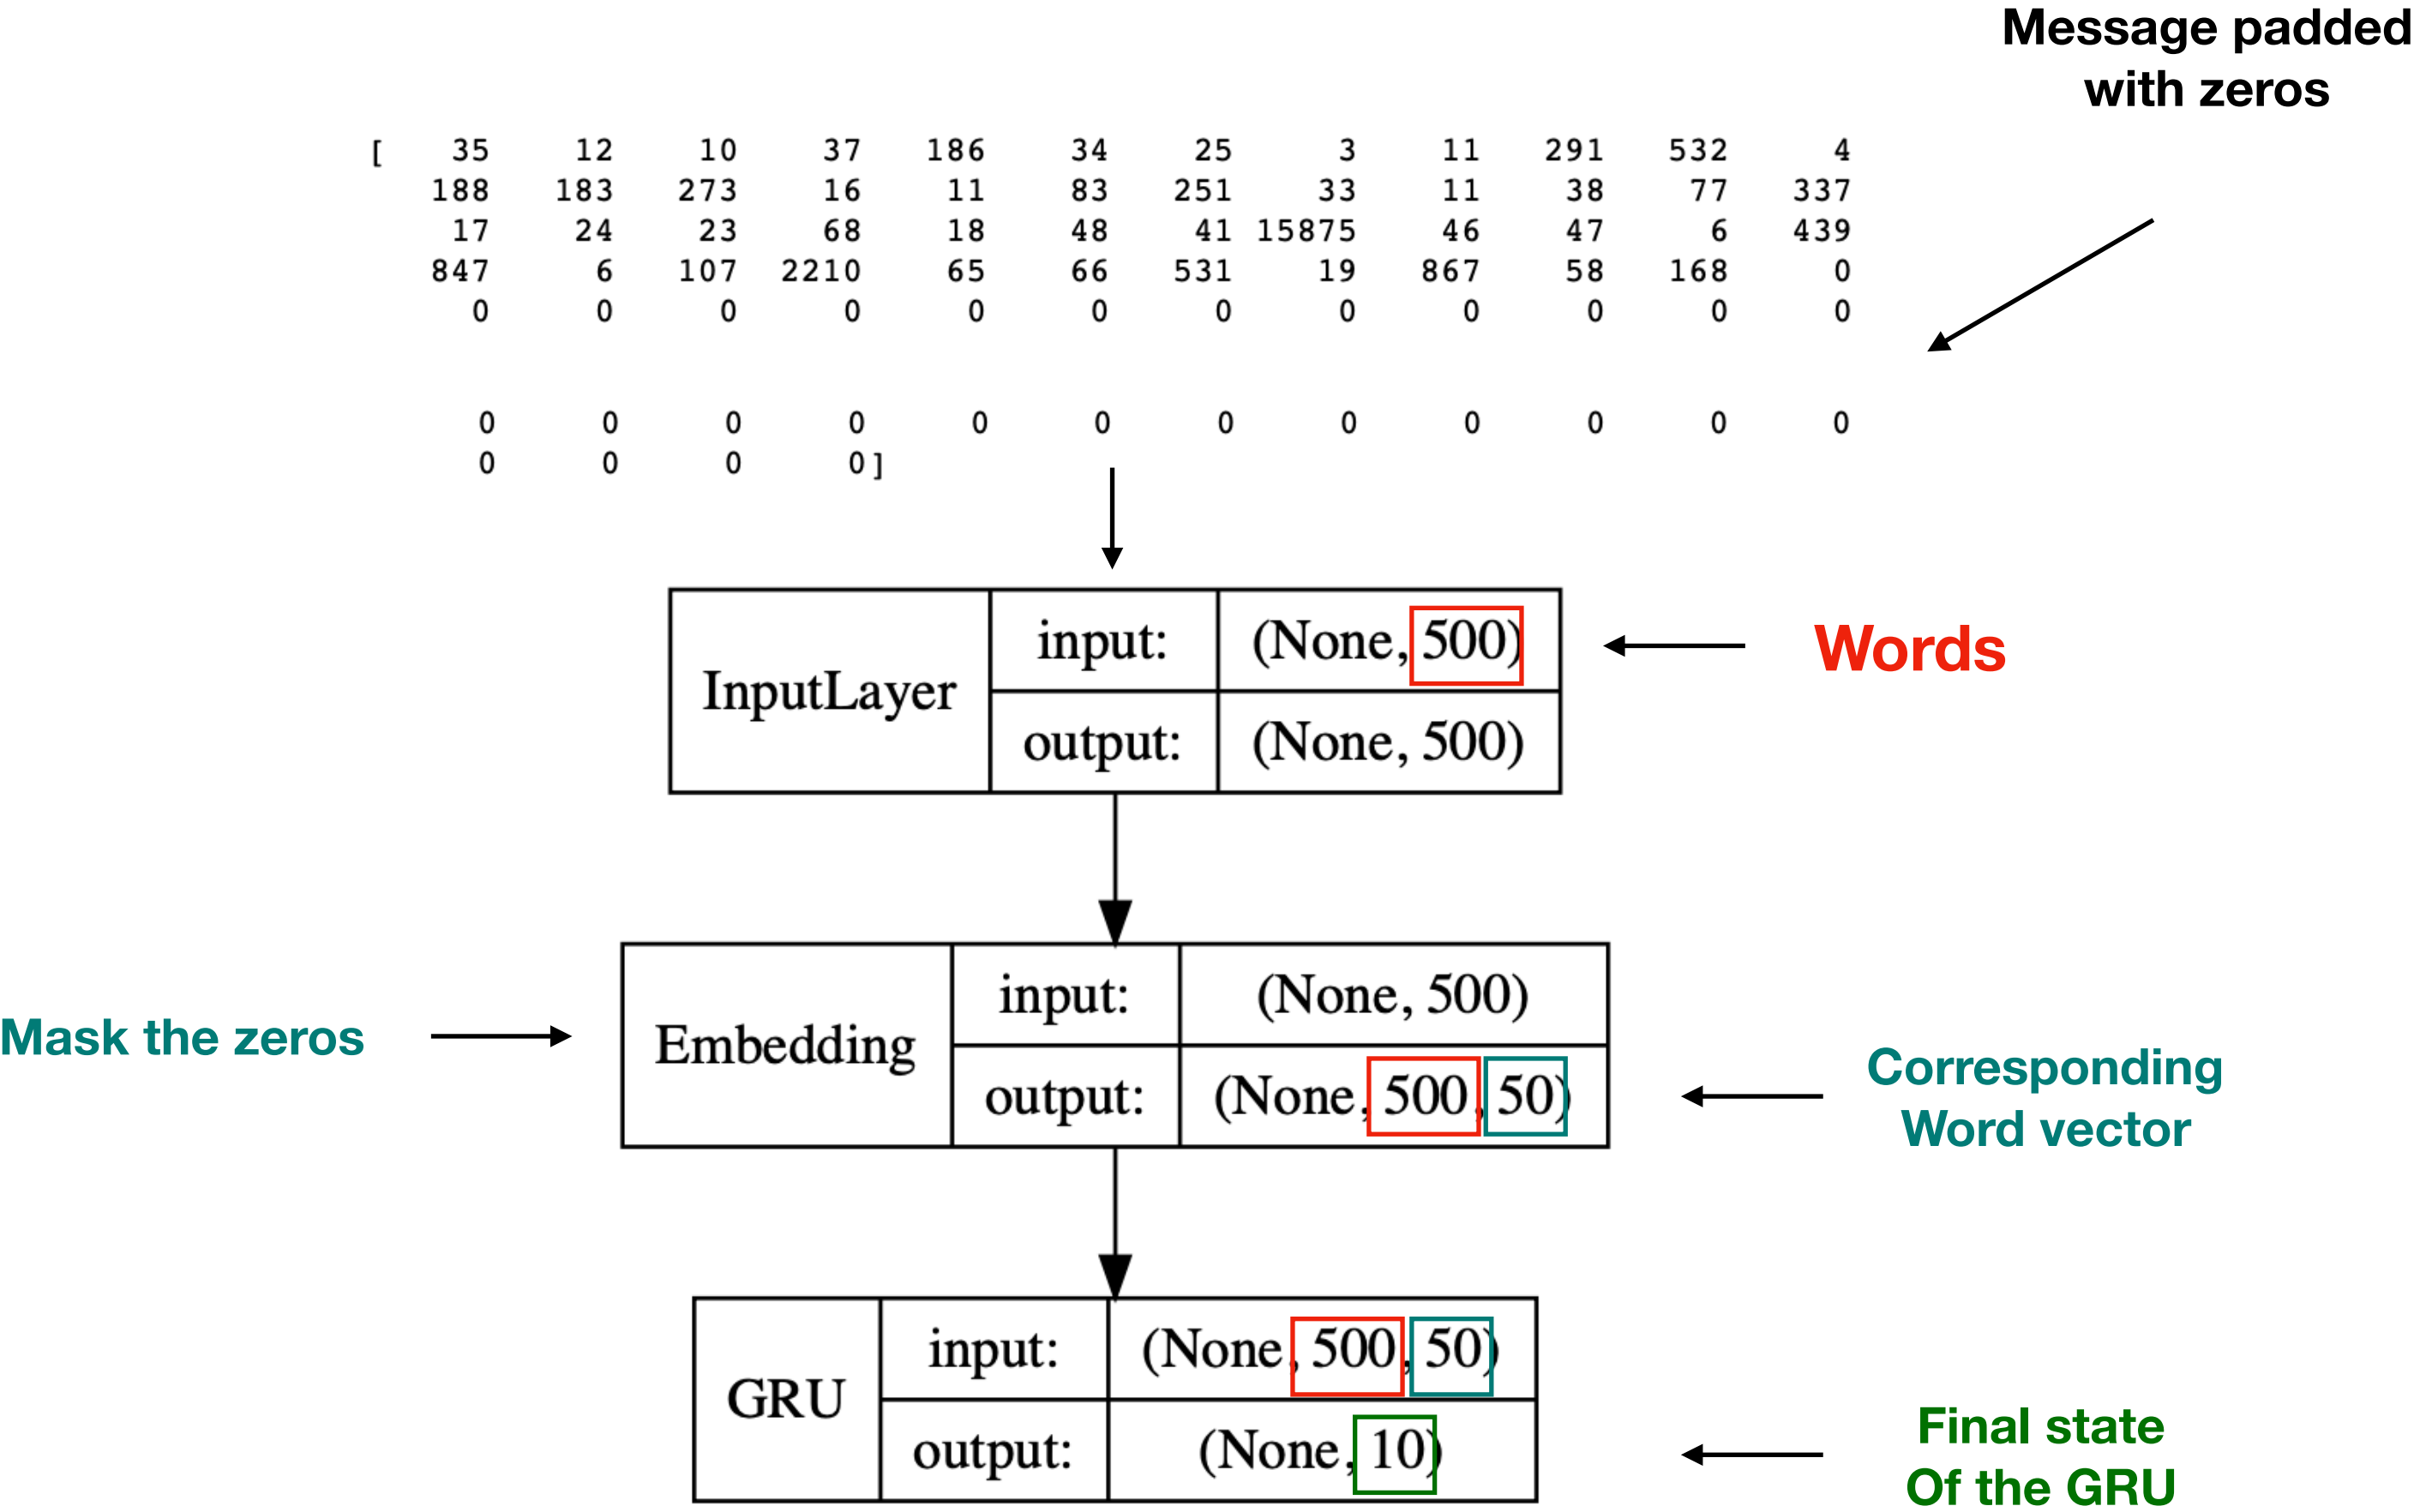 Message padded
with zeros
[ 35 12 10 37 186 34 25 3 11 291 532 4
188 183 273 16 11 83 251 33 11 38 77 337
17 24 23 68 18 48 41 15875 46 47 6 439
847 6 107 2210 65 66 531 19 867 58 168 0
0 0 0 0 0 0 0 0 0 0 0 0
0 0 0 0 0 0 0 0 0 0 0 0
0 0 0 0]
InputLayer
input: (None, 500)
output: (None, 500)
Words
Mask the zeros
Embedding
input: (None, 500)
output: (None, 500, 50)
Corresponding
Word vector
GRU
input: (None, 500, 50)
output: (None, 10)
Final state
Of the GRU